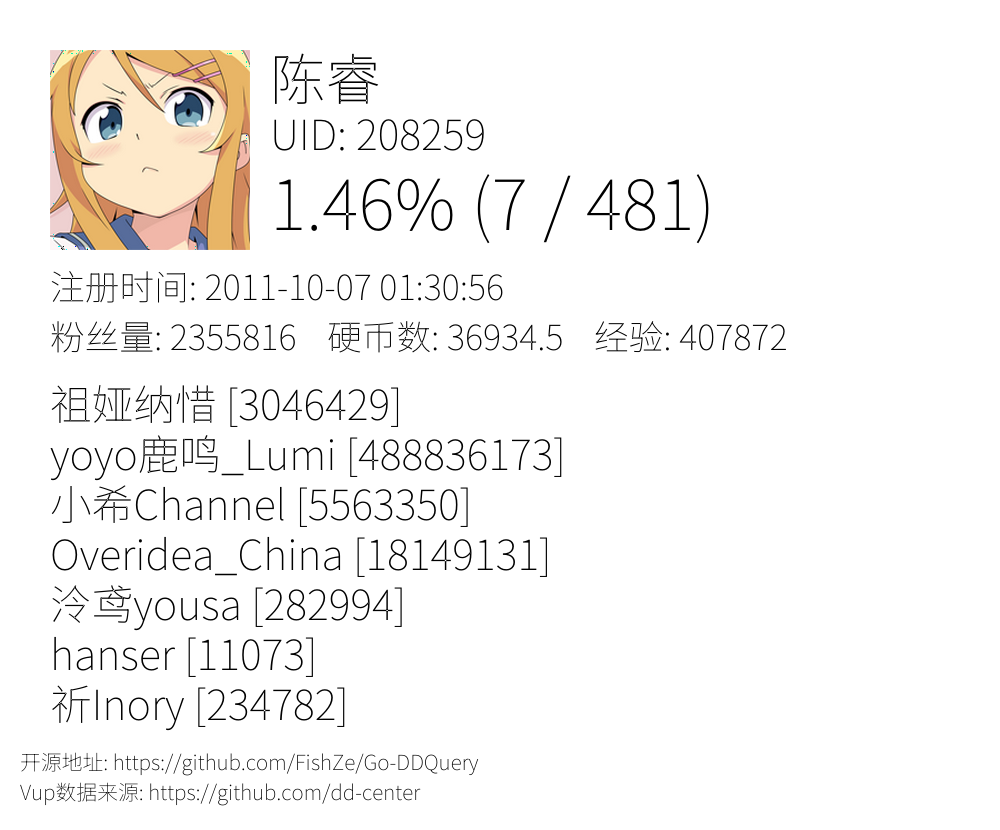 陈睿
UID: 208259
1.46% (7 / 481)
注册时间: 2011-10-07 01:30:56
粉丝量: 2355816 硬币数: 36934.5 经验: 407872
祖娅纳惜 [3046429]
yoyo鹿鸣_Lumi [488836173]
小希Channel [5563350]
Overidea_China [18149131]
泠鸢yousa [282994]
hanser [11073]
祈Inory [234782]
开源地址: https://github.com/FishZe/Go-DDQuery
Vup数据来源: https://github.com/dd-center